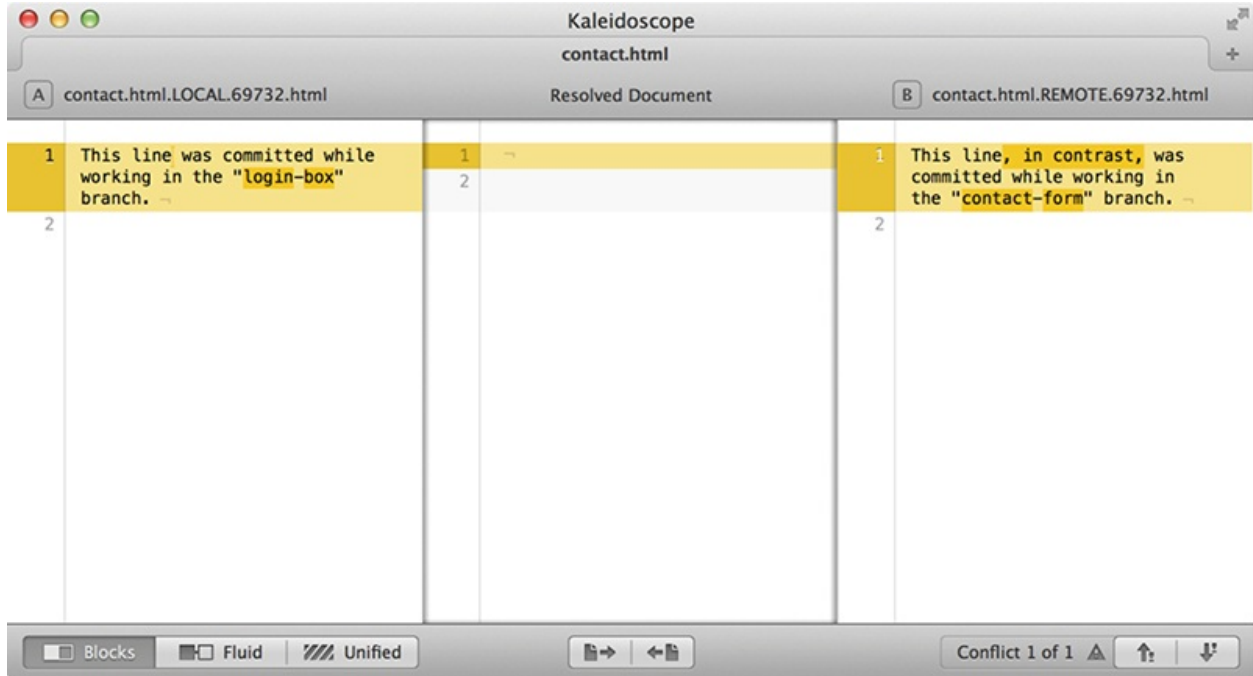 Kaleidoscope
contact.html
+
A contact.html.LOCAL.69732.html
Resolved Document
B contact.html.REMOTE.69732.html
1 This line was committed while
working in the "login-box"
branch. ¬
2
1 ¬
2
1 This line, in contrast, was
committed while working in
the "contact-form" branch. ¬
2
Blocks Fluid Unified
Conflict 1 of 1